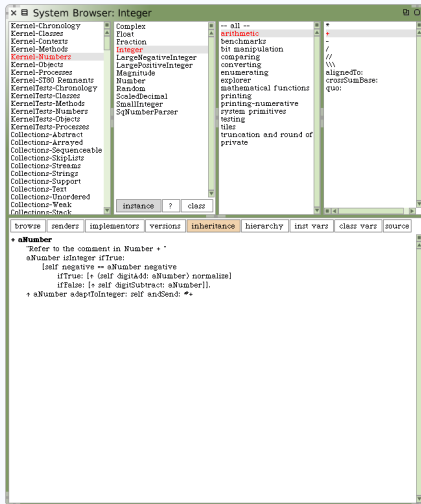 System Browser: Integer
Kernel-Chronology
Kernel-Classes
Kernel-Contexts
Kernel-Methods
Kernel-Numbers
Kernel-Objects
Kernel-Processes
Kernel-ST80 Remnants
KernelTests-Chronology
KernelTests-Classes
KernelTests-Methods
KernelTests-Numbers
KernelTests-Objects
KernelTests-Processes
Collections-Abstract
Collections-Arrayed
Collections-Sequenceable
Collections-SkipLists
Collections-Streams
Collections-Strings
Collections-Support
Collections-Text
Collections-Unordered
Collections-Weak
Collections-Stack
Complex
Float
Fraction
Integer
LargeNegativeInteger
LargePositiveInteger
Magnitude
Number
Random
ScaledDecimal
SmallInteger
SqNumberParser
instance ? class
-- all --
arithmetic
benchmarks
bit manipulation
comparing
converting
enumerating
explorer
mathematical functions
printing
printing-numerative
system primitives
testing
tiles
truncation and round of
private
*
+
-
/
//
\\\
alignedTo:
crossSumBase:
quo:
browse senders implementors versions inheritance hierarchy inst vars class vars source
+ aNumber
"Refer to the comment in Number + "
aNumber isInteger ifTrue:
[self negative == aNumber negative
ifTrue: [↑ (self digitAdd: aNumber) normalize]
ifFalse: [↑ self digitSubtract: aNumber]].
↑ aNumber adaptToInteger: self andSend: #+